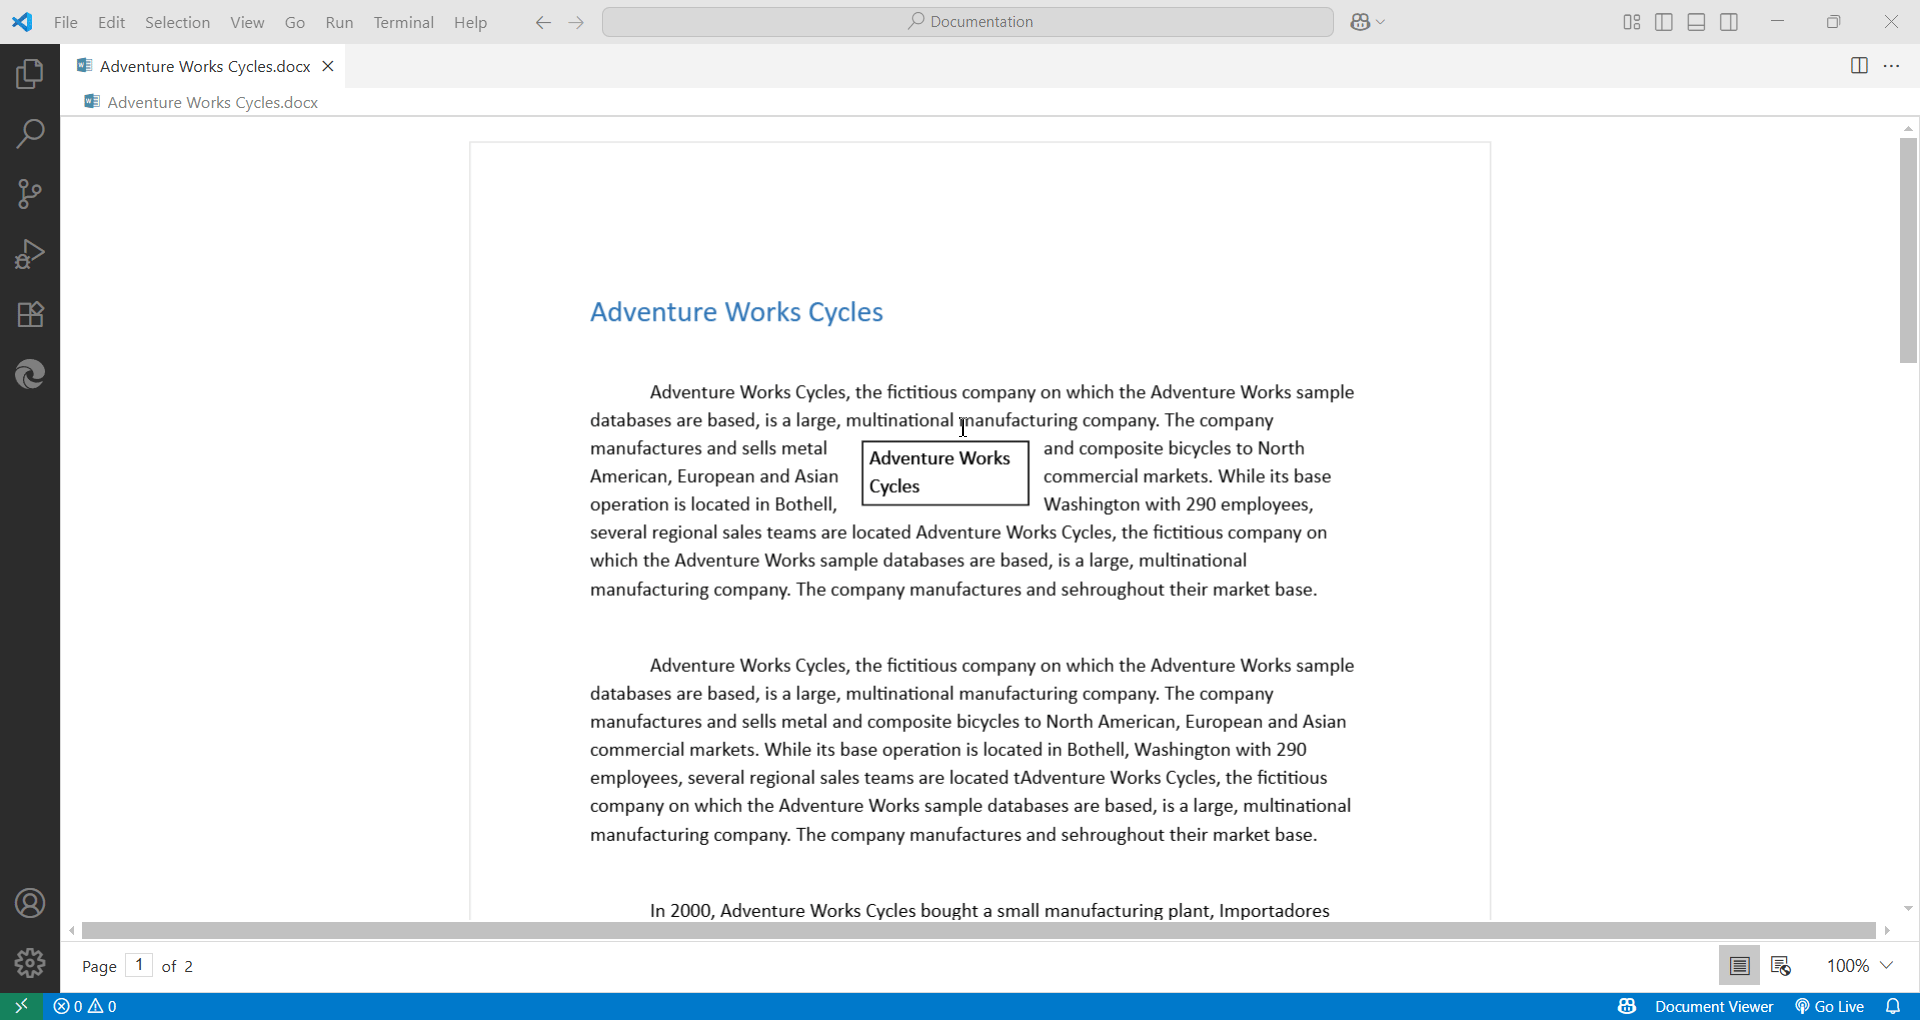 File Edit Selection View Go Run Terminal Help Documentation
Adventure Works Cycles.docx
Adventure Works Cycles.docx
Adventure Works Cycles
Adventure Works Cycles, the fictitious company on which the Adventure Works sample
databases are based, is a large, multinational manufacturing company. The company
manufactures and sells metal and composite bicycles to North
American, European and Asian commercial markets. While its base
operation is located in Bothell, Washington with 290 employees,
Adventure Works
Cycles
several regional sales teams are located Adventure Works Cycles, the fictitious company on
which the Adventure Works sample databases are based, is a large, multinational
manufacturing company. The company manufactures and sehroughout their market base.
Adventure Works Cycles, the fictitious company on which the Adventure Works sample
databases are based, is a large, multinational manufacturing company. The company
manufactures and sells metal and composite bicycles to North American, European and Asian
commercial markets. While its base operation is located in Bothell, Washington with 290
employees, several regional sales teams are located tAdventure Works Cycles, the fictitious
company on which the Adventure Works sample databases are based, is a large, multinational
manufacturing company. The company manufactures and sehroughout their market base.
In 2000, Adventure Works Cycles bought a small manufacturing plant, Importadores
Page 1 of 2 100%
0 0 Document Viewer Go Live